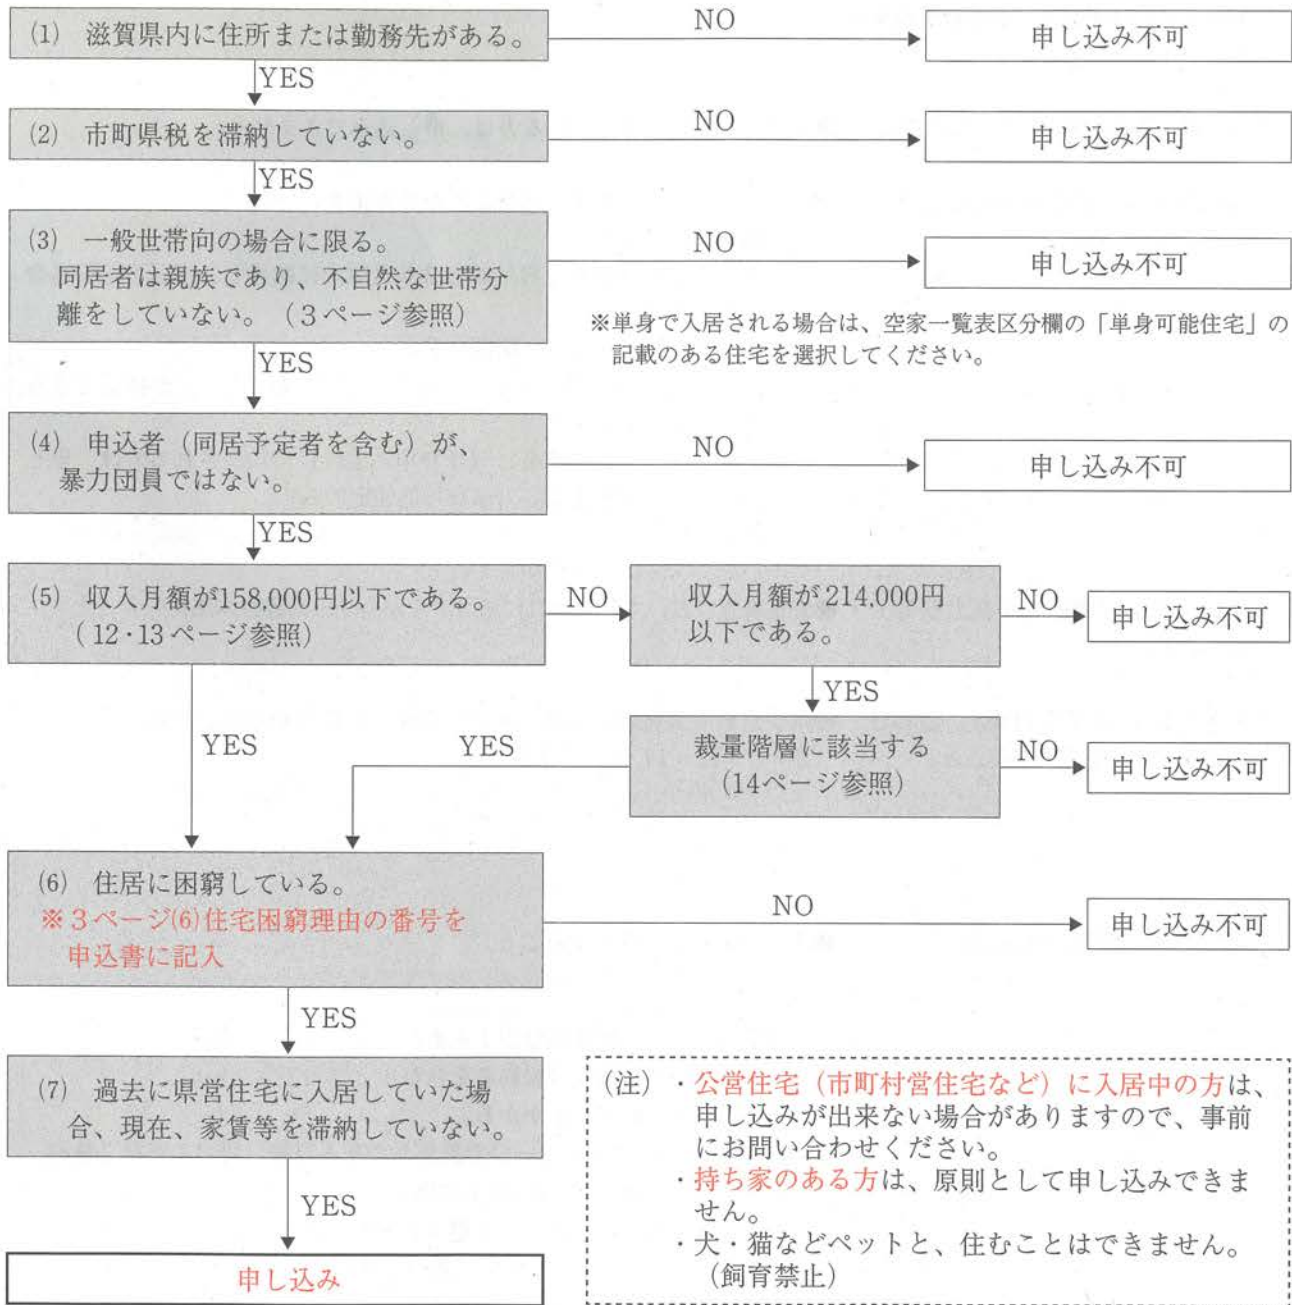 (1) 滋賀県内に住所または勤務先がある。
NO
申し込み不可
YES
(2) 市町県税を滞納していない。
NO
申し込み不可
YES
(3) 一般世帯向の場合に限る。
同居者は親族であり、不自然な世帯分
離をしていない。（３ページ参照）
NO
申し込み不可
※単身で入居される場合は、空家一覧表区分欄の「単身可能住宅」の
記載のある住宅を選択してください。
YES
(4) 申込者（同居予定者を含む）が、
暴力団員ではない。
NO
申し込み不可
YES
(5) 収入月額が158,000円以下である。
（12・13ページ参照）
NO
収入月額が214,000円
以下である。
NO
申し込み不可
YES
YES
YES
裁量階層に該当する
（14ページ参照）
NO
申し込み不可
(6) 住居に困窮している。
※３ページ(6)住宅困窮理由の番号を
申込書に記入
NO
申し込み不可
YES
(7) 過去に県営住宅に入居していた場
合、現在、家賃等を滞納していない。
YES
申し込み
(注) ・公営住宅（市町村営住宅など）に入居中の方は、
申し込みが出来ない場合がありますので、事前
にお問い合わせください。
・持ち家のある方は、原則として申し込みできま
せん。
・犬・猫などペットと、住むことはできません。
（飼育禁止）